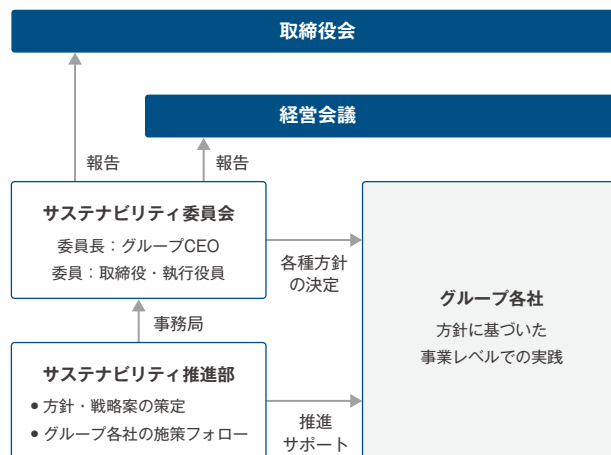 取締役会
経営会議
報告
報告
サステナビリティ委員会
委員長：グループCEO
委員：取締役・執行役員
各種方針
の決定
事務局
サステナビリティ推進部
● 方針・戦略案の策定
● グループ各社の施策フォロー
推進
サポート
グループ各社
方針に基づいた
事業レベルでの実践